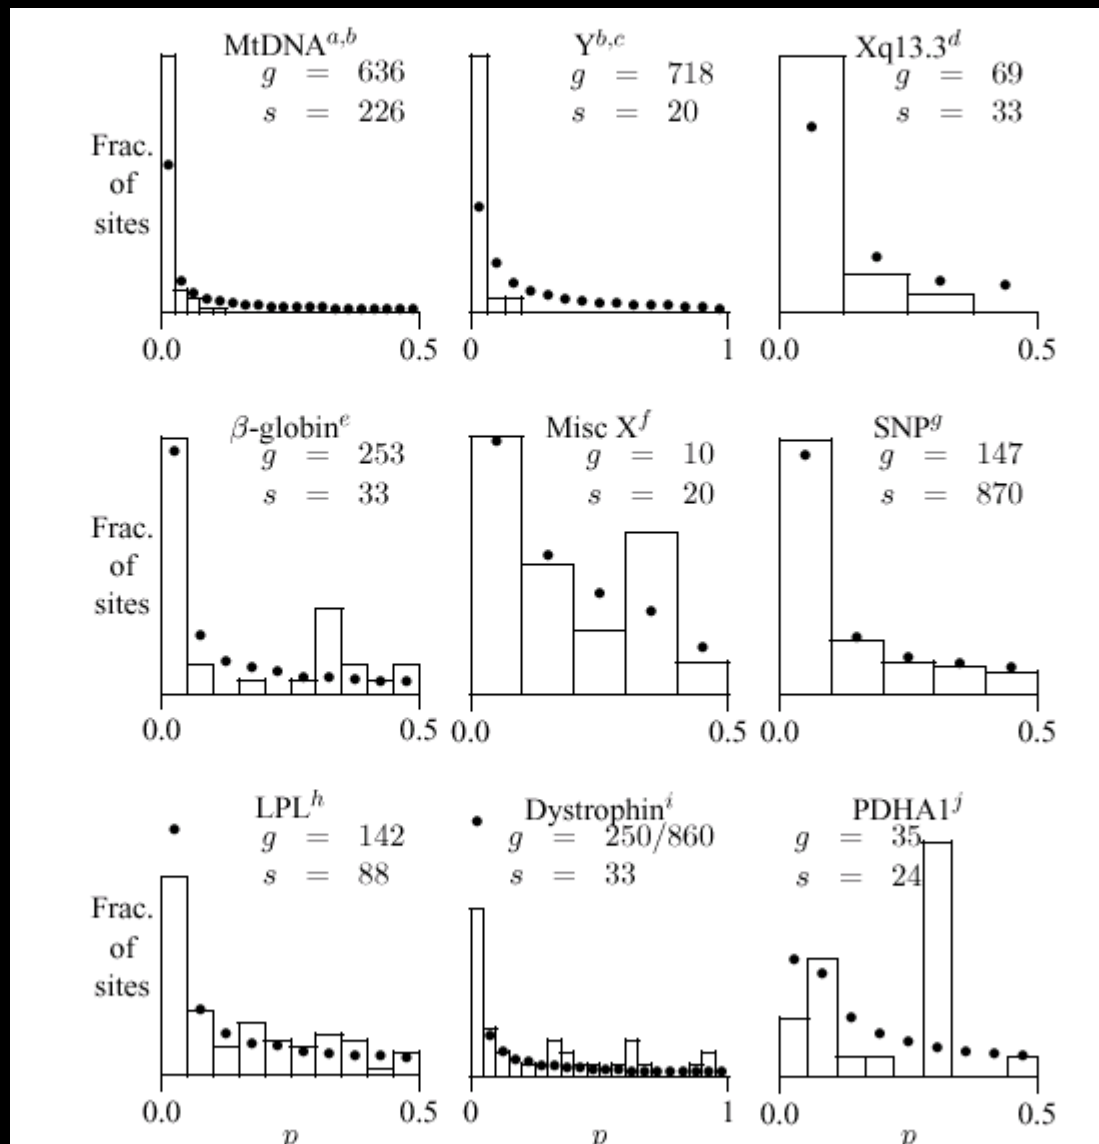 MtDNA^a,b
g = 636
s = 226
Frac.
of
sites
0.0 0.5
Y^b,c
g = 718
s = 20
0 1
Xq13.3^d
g = 69
s = 33
0.0 0.5
β-globin^e
g = 253
s = 33
Frac.
of
sites
0.0 0.5
Misc X^f
g = 10
s = 20
0.0 0.5
SNP^g
g = 147
s = 870
0.0 0.5
LPL^h
g = 142
s = 88
Frac.
of
sites
0.0 0.5
p
Dystrophin^i
g = 250/860
s = 33
0 1
p
PDHA1^j
g = 35
s = 24
0.0 0.5
p